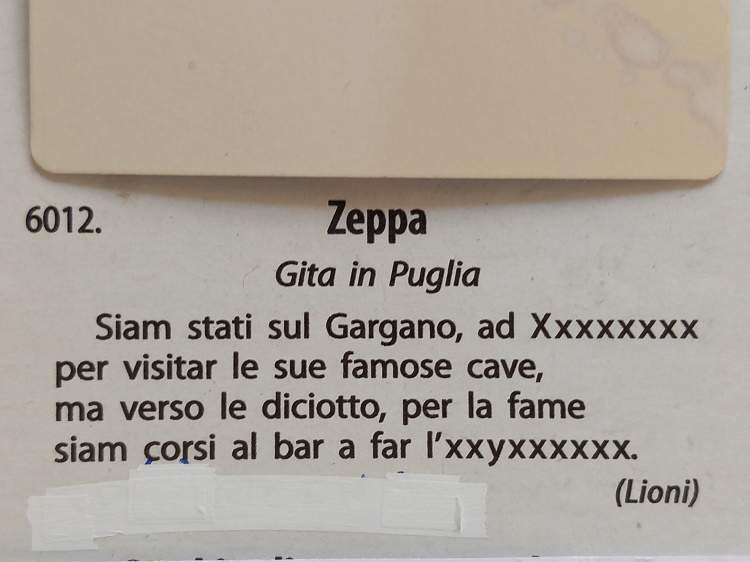 6012. Zeppa
Gita in Puglia
Siam stati sul Gargano, ad Xxxxxxxx
per visitar le sue famose cave,
ma verso le diciotto, per la fame
siam corsi al bar a far l'xxyxxxxxx.
(Lioni)